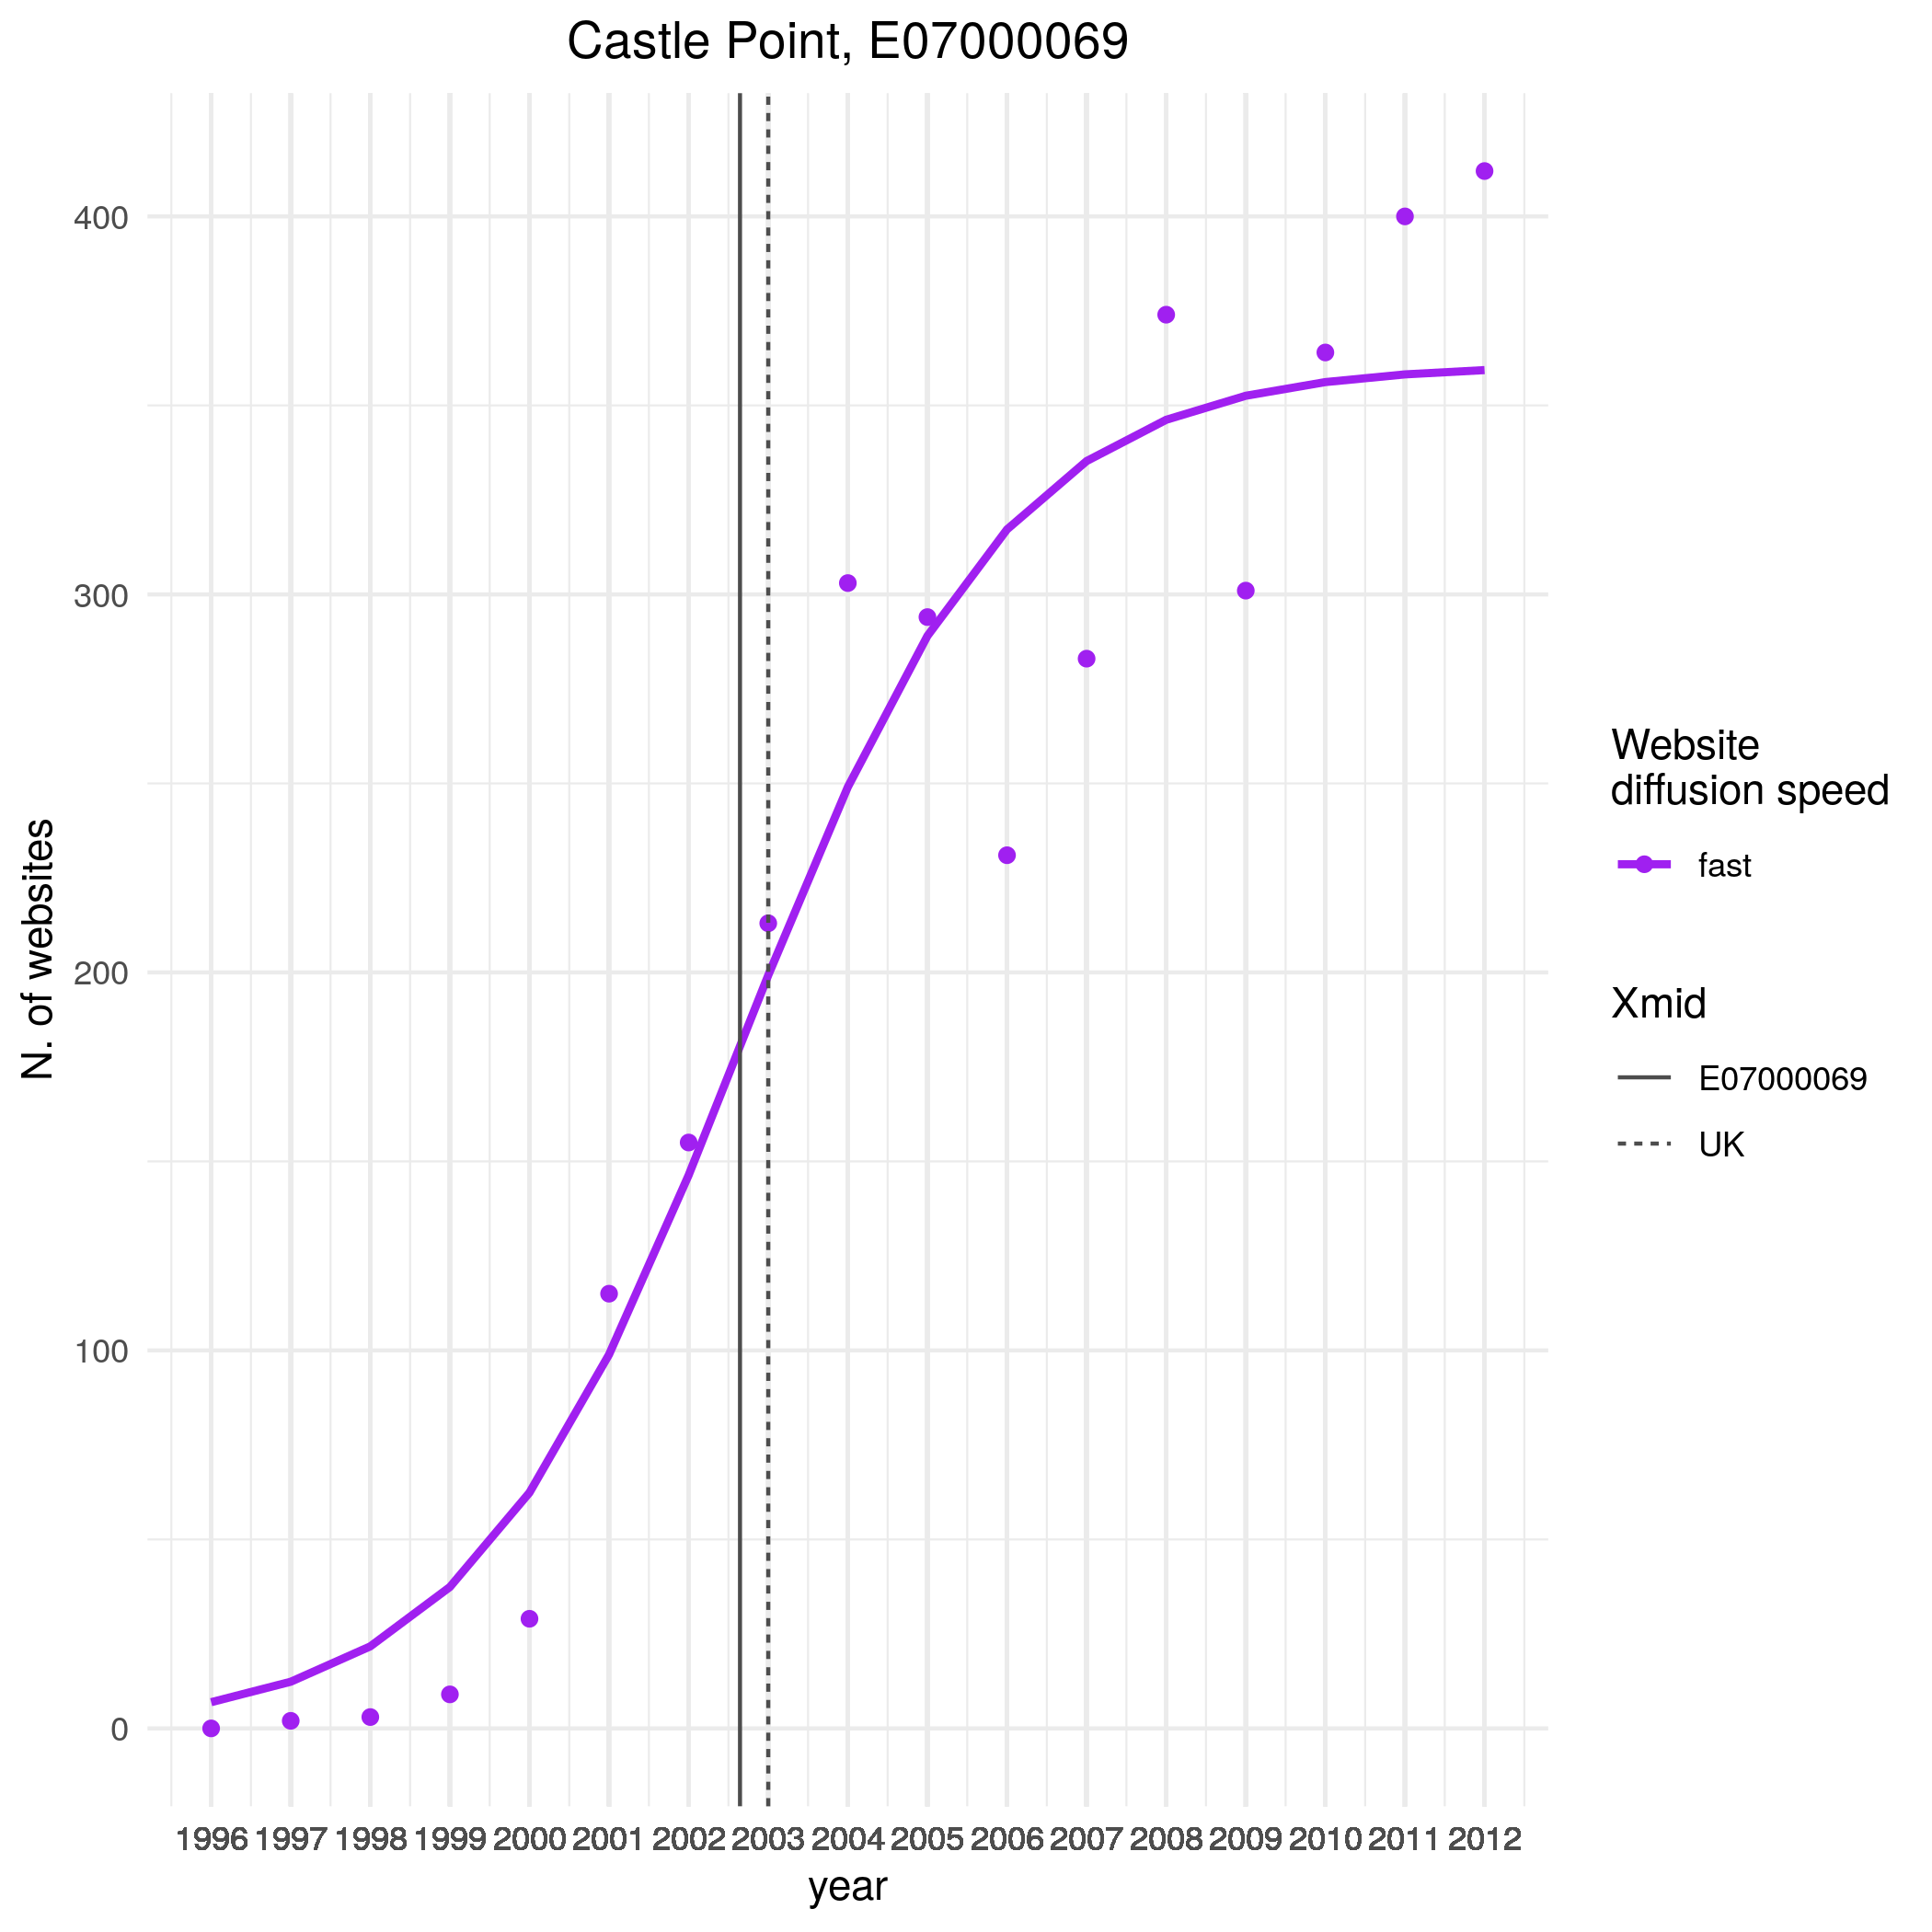 Castle Point, E07000069
N. of websites
400
300
200
100
0
1996 1997 1998 1999 2000 2001 2002 2003 2004 2005 2006 2007 2008 2009 2010 2011 2012
year
Website
diffusion speed
fast
Xmid
E07000069
UK